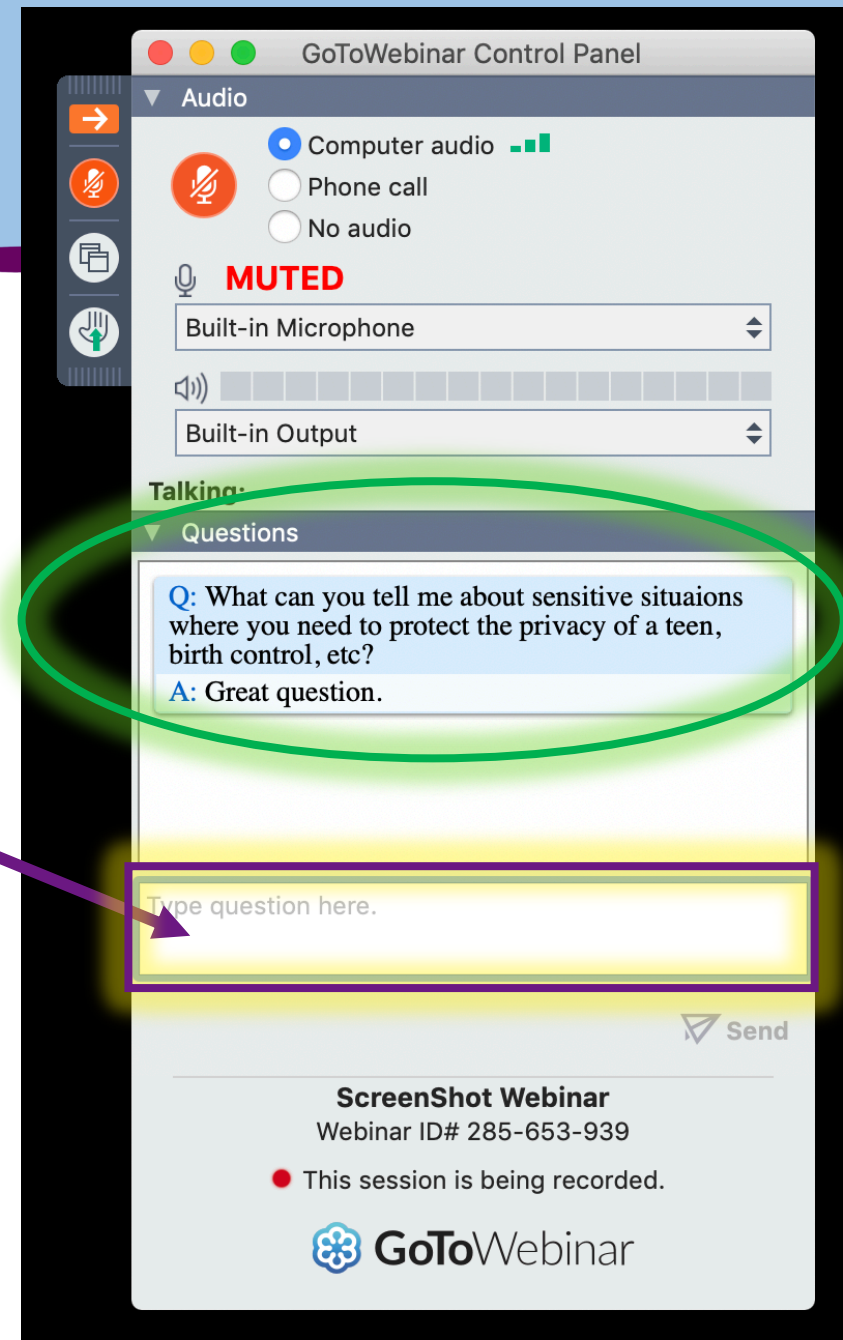 GoToWebinar Control Panel
Audio
Computer audio
Phone call
No audio
MUTED
Built-in Microphone
Built-in Output
Talking:
Questions
Q: What can you tell me about sensitive situaions
where you need to protect the privacy of a teen,
birth control, etc?
A: Great question.
Type question here.
Send
ScreenShot Webinar
Webinar ID# 285-653-939
This session is being recorded.
GoToWebinar